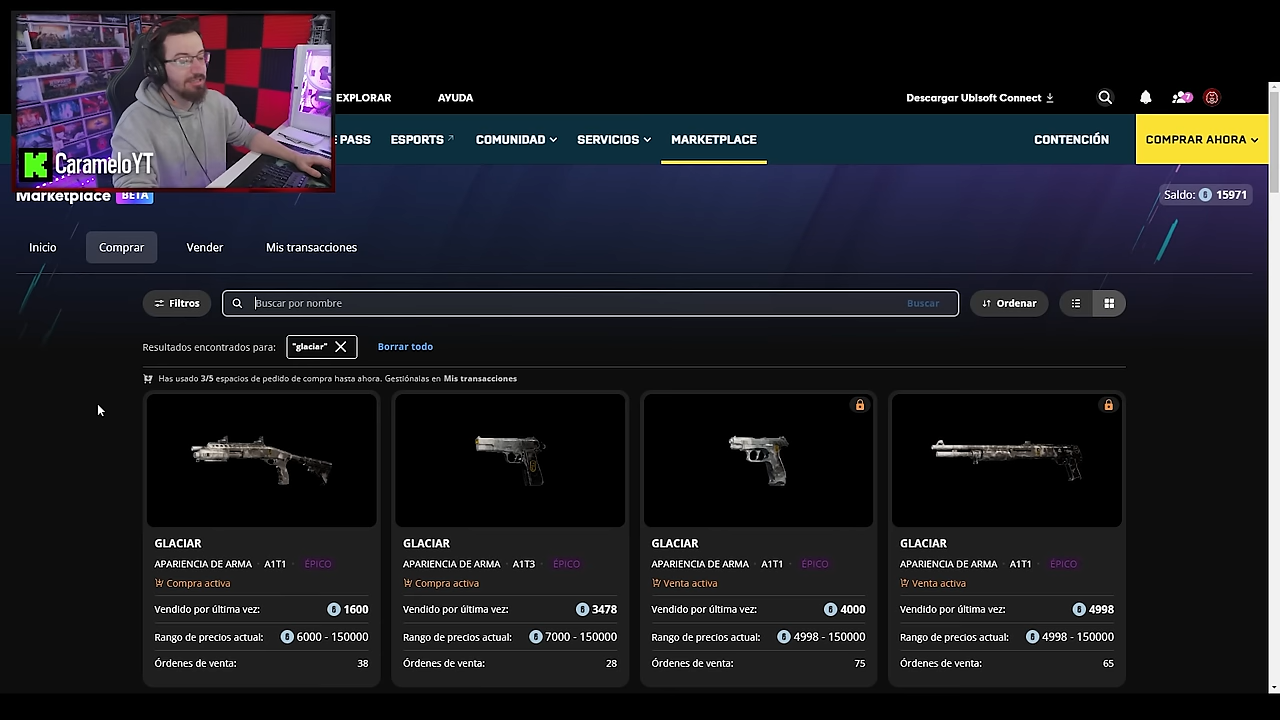 CarameloYT
EXPLORAR
AYUDA
Descargar Ubisoft Connect
7
PASS
ESPORTS
COMUNIDAD
SERVICIOS
MARKETPLACE
CONTENCIÓN
COMPRAR AHORA
Marketplace
BETA
Saldo: 15971
Inicio
Comprar
Vender
Mis transacciones
Filtros
Buscar por nombre
Buscar
Ordenar
Resultados encontrados para:
"glaciar"
Borrar todo
Has usado 3/5 espacios de pedido de compra hasta ahora. Gestiónalas en Mis transacciones
GLACIAR
APARIENCIA DE ARMA · A1T1 · ÉPICO
Compra activa
Vendido por última vez: 1600
Rango de precios actual: 6000 - 150000
Órdenes de venta: 38
GLACIAR
APARIENCIA DE ARMA · A1T3 · ÉPICO
Compra activa
Vendido por última vez: 3478
Rango de precios actual: 7000 - 150000
Órdenes de venta: 28
GLACIAR
APARIENCIA DE ARMA · A1T1 · ÉPICO
Venta activa
Vendido por última vez: 4000
Rango de precios actual: 4998 - 150000
Órdenes de venta: 75
GLACIAR
APARIENCIA DE ARMA · A1T1 · ÉPICO
Venta activa
Vendido por última vez: 4998
Rango de precios actual: 4998 - 150000
Órdenes de venta: 65